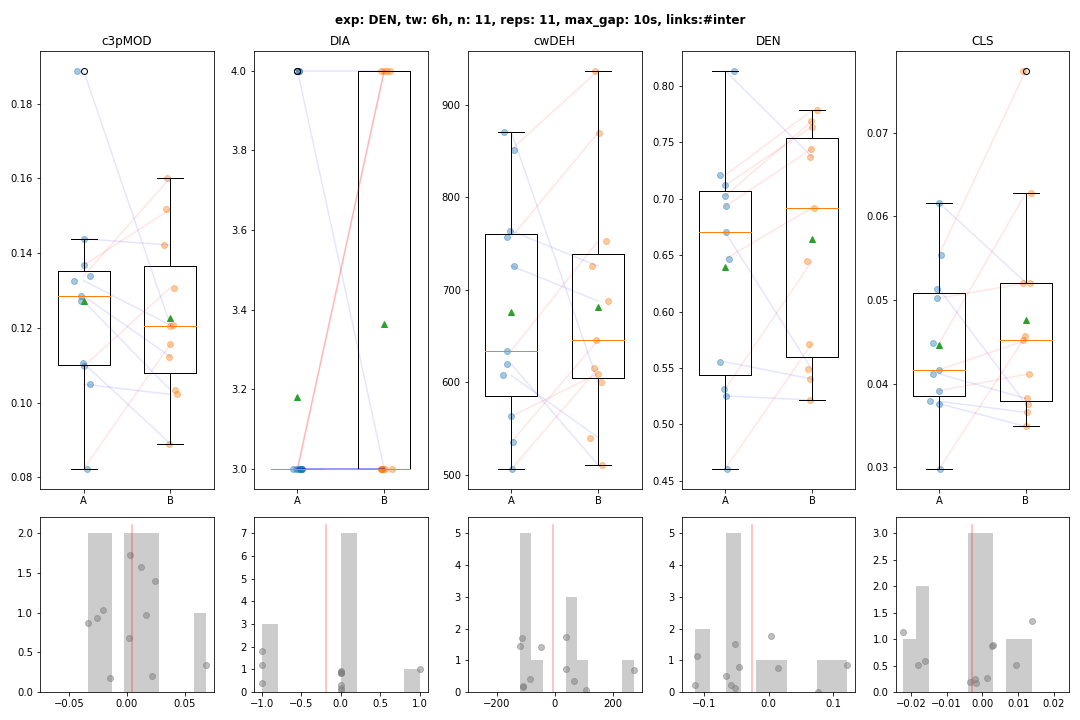 exp: DEN, tw: 6h, n: 11, reps: 11, max_gap: 10s, links:#inter
c3pMOD DIA cwDEH DEN CLS
0.18 4.0 900 0.80 0.07
0.16 3.8 800 0.75 0.06
0.14 3.6 700 0.70 0.05
0.12 3.4 600 0.65 0.04
0.10 3.2 500 0.60 0.03
0.08 3.0 0.55
0.50
0.45
A B A B A B A B A B
2.0 7 5 5 3.0
1.5 6 4 4 2.5
1.0 5 3 3 2.0
0.5 4 2 2 1.5
0.0 3 1 1 1.0
2 0 0 0.5
1 0.0
0
−0.05 0.00 0.05 −1.0 −0.5 0.0 0.5 1.0 −200 0 200 −0.1 0.0 0.1 −0.02 −0.01 0.00 0.01 0.02